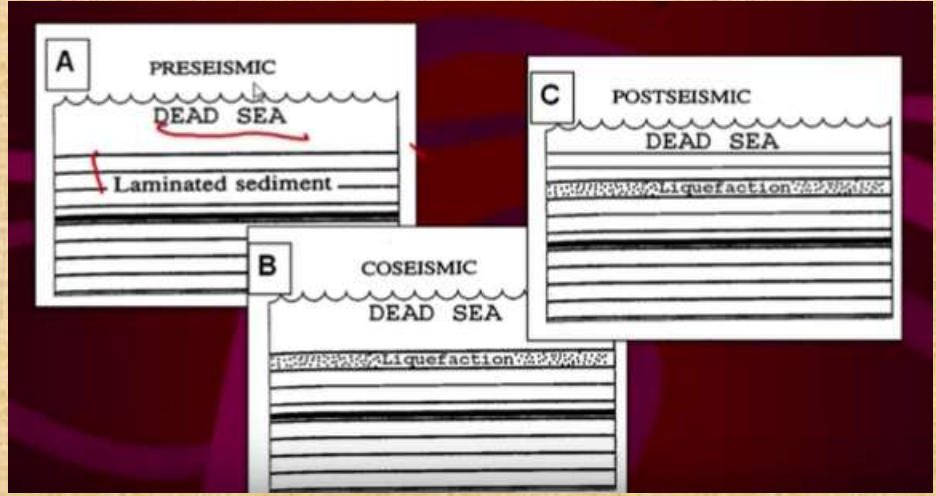 A
PRESEISMIC
DEAD SEA
Laminated sediment
B
COSEISMIC
DEAD SEA
Liquefaction
C
POSTSEISMIC
DEAD SEA
Liquefaction